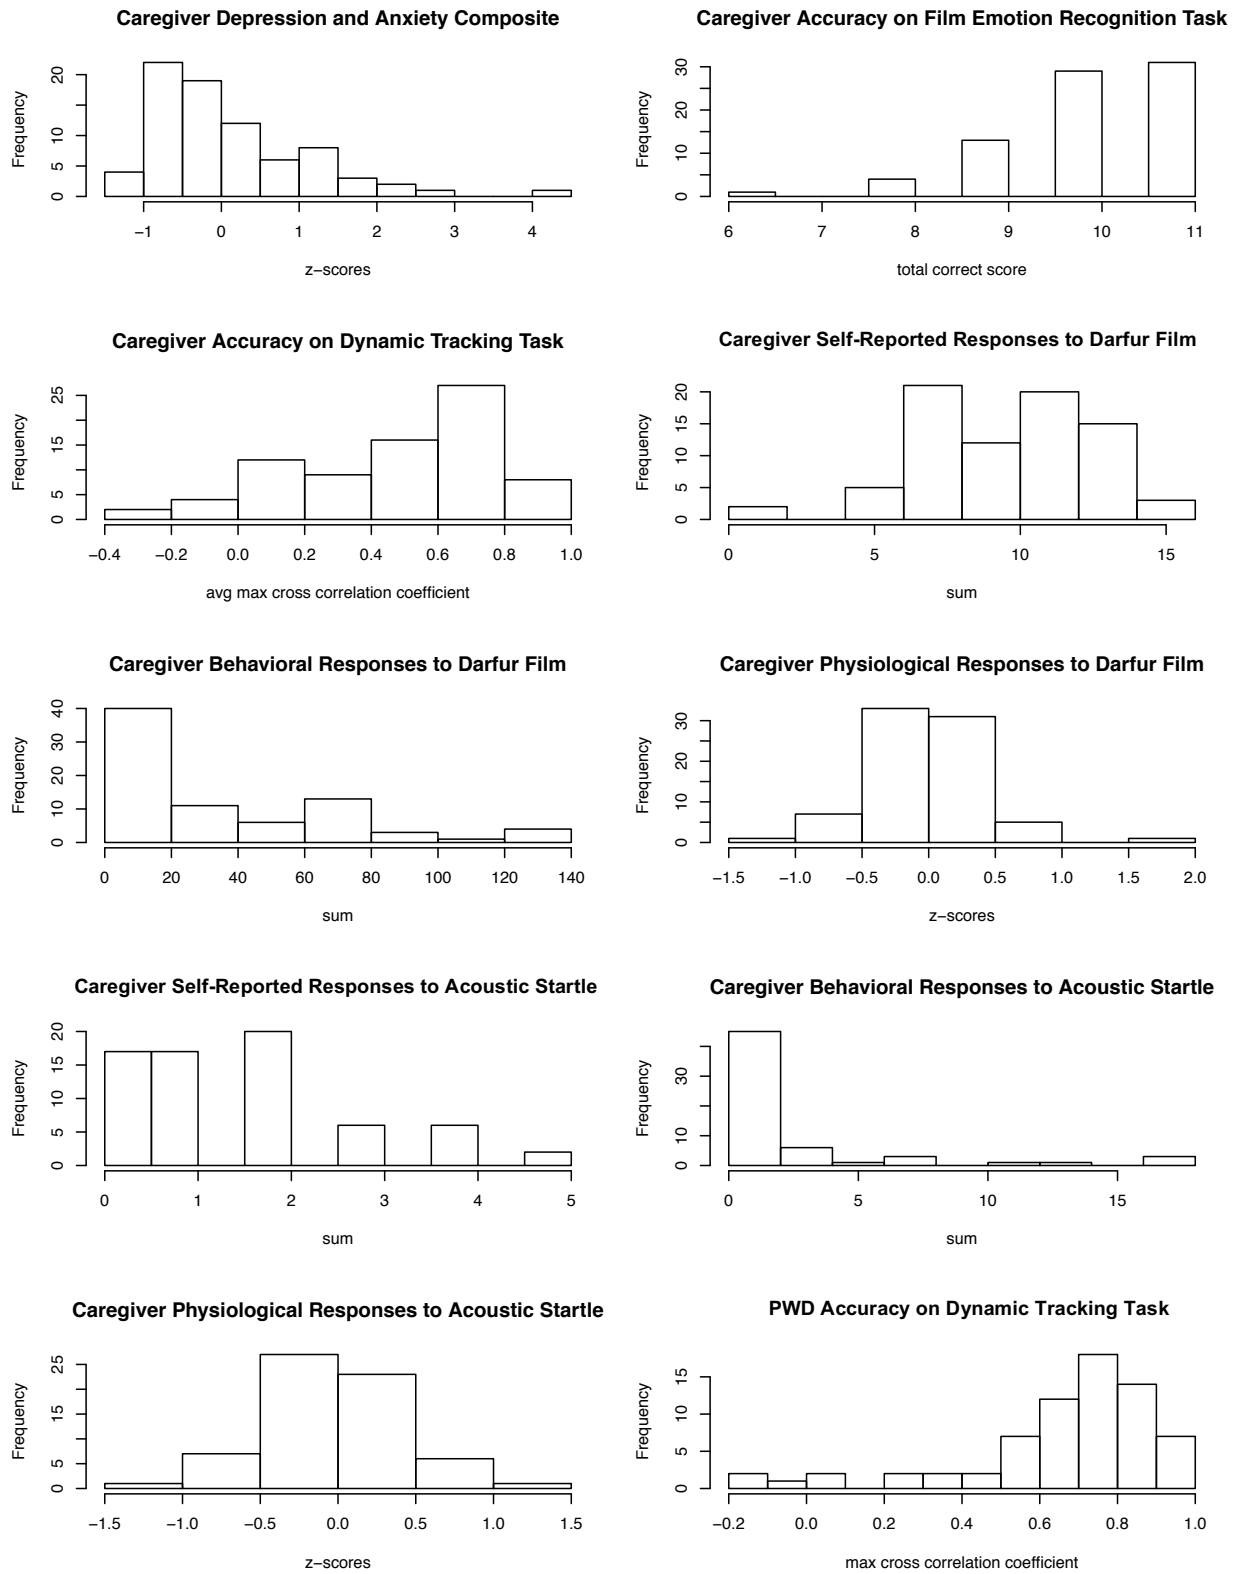 Caregiver Depression and Anxiety Composite
Frequency
0 5 10 20
−1 0 1 2 3 4
z−scores
Caregiver Accuracy on Film Emotion Recognition Task
Frequency
0 10 20 30
6 7 8 9 10 11
total correct score
Caregiver Accuracy on Dynamic Tracking Task
Frequency
0 5 15 25
−0.4 −0.2 0.0 0.2 0.4 0.6 0.8 1.0
avg max cross correlation coefficient
Caregiver Self-Reported Responses to Darfur Film
Frequency
0 5 10 15 20
0 5 10 15
sum
Caregiver Behavioral Responses to Darfur Film
Frequency
0 10 20 30 40
0 20 40 60 80 100 120 140
sum
Caregiver Physiological Responses to Darfur Film
Frequency
0 10 20 30
−1.5 −1.0 −0.5 0.0 0.5 1.0 1.5 2.0
z−scores
Caregiver Self-Reported Responses to Acoustic Startle
Frequency
0 5 10 15 20
0 1 2 3 4 5
sum
Caregiver Behavioral Responses to Acoustic Startle
Frequency
0 10 30
0 5 10 15
sum
Caregiver Physiological Responses to Acoustic Startle
Frequency
0 5 15 25
−1.5 −1.0 −0.5 0.0 0.5 1.0 1.5
z−scores
PWD Accuracy on Dynamic Tracking Task
Frequency
0 5 10 15
−0.2 0.0 0.2 0.4 0.6 0.8 1.0
max cross correlation coefficient